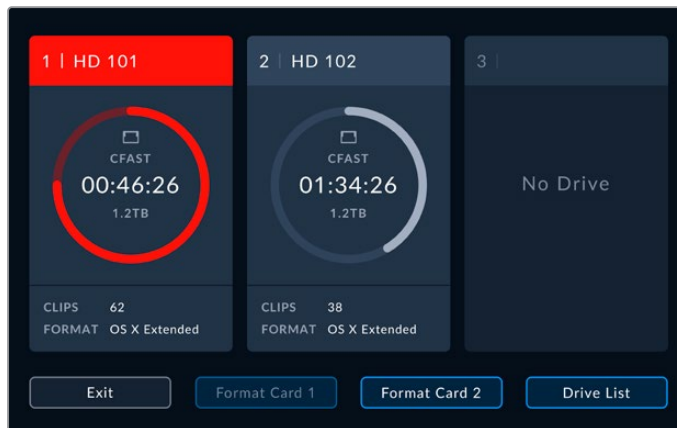 1 | HD 101
2 | HD 102
3 |
CFAST
00:46:26
1.2TB
CFAST
01:34:26
1.2TB
No Drive
CLIPS 62
FORMAT OS X Extended
CLIPS 38
FORMAT OS X Extended
Exit
Format Card 1
Format Card 2
Drive List